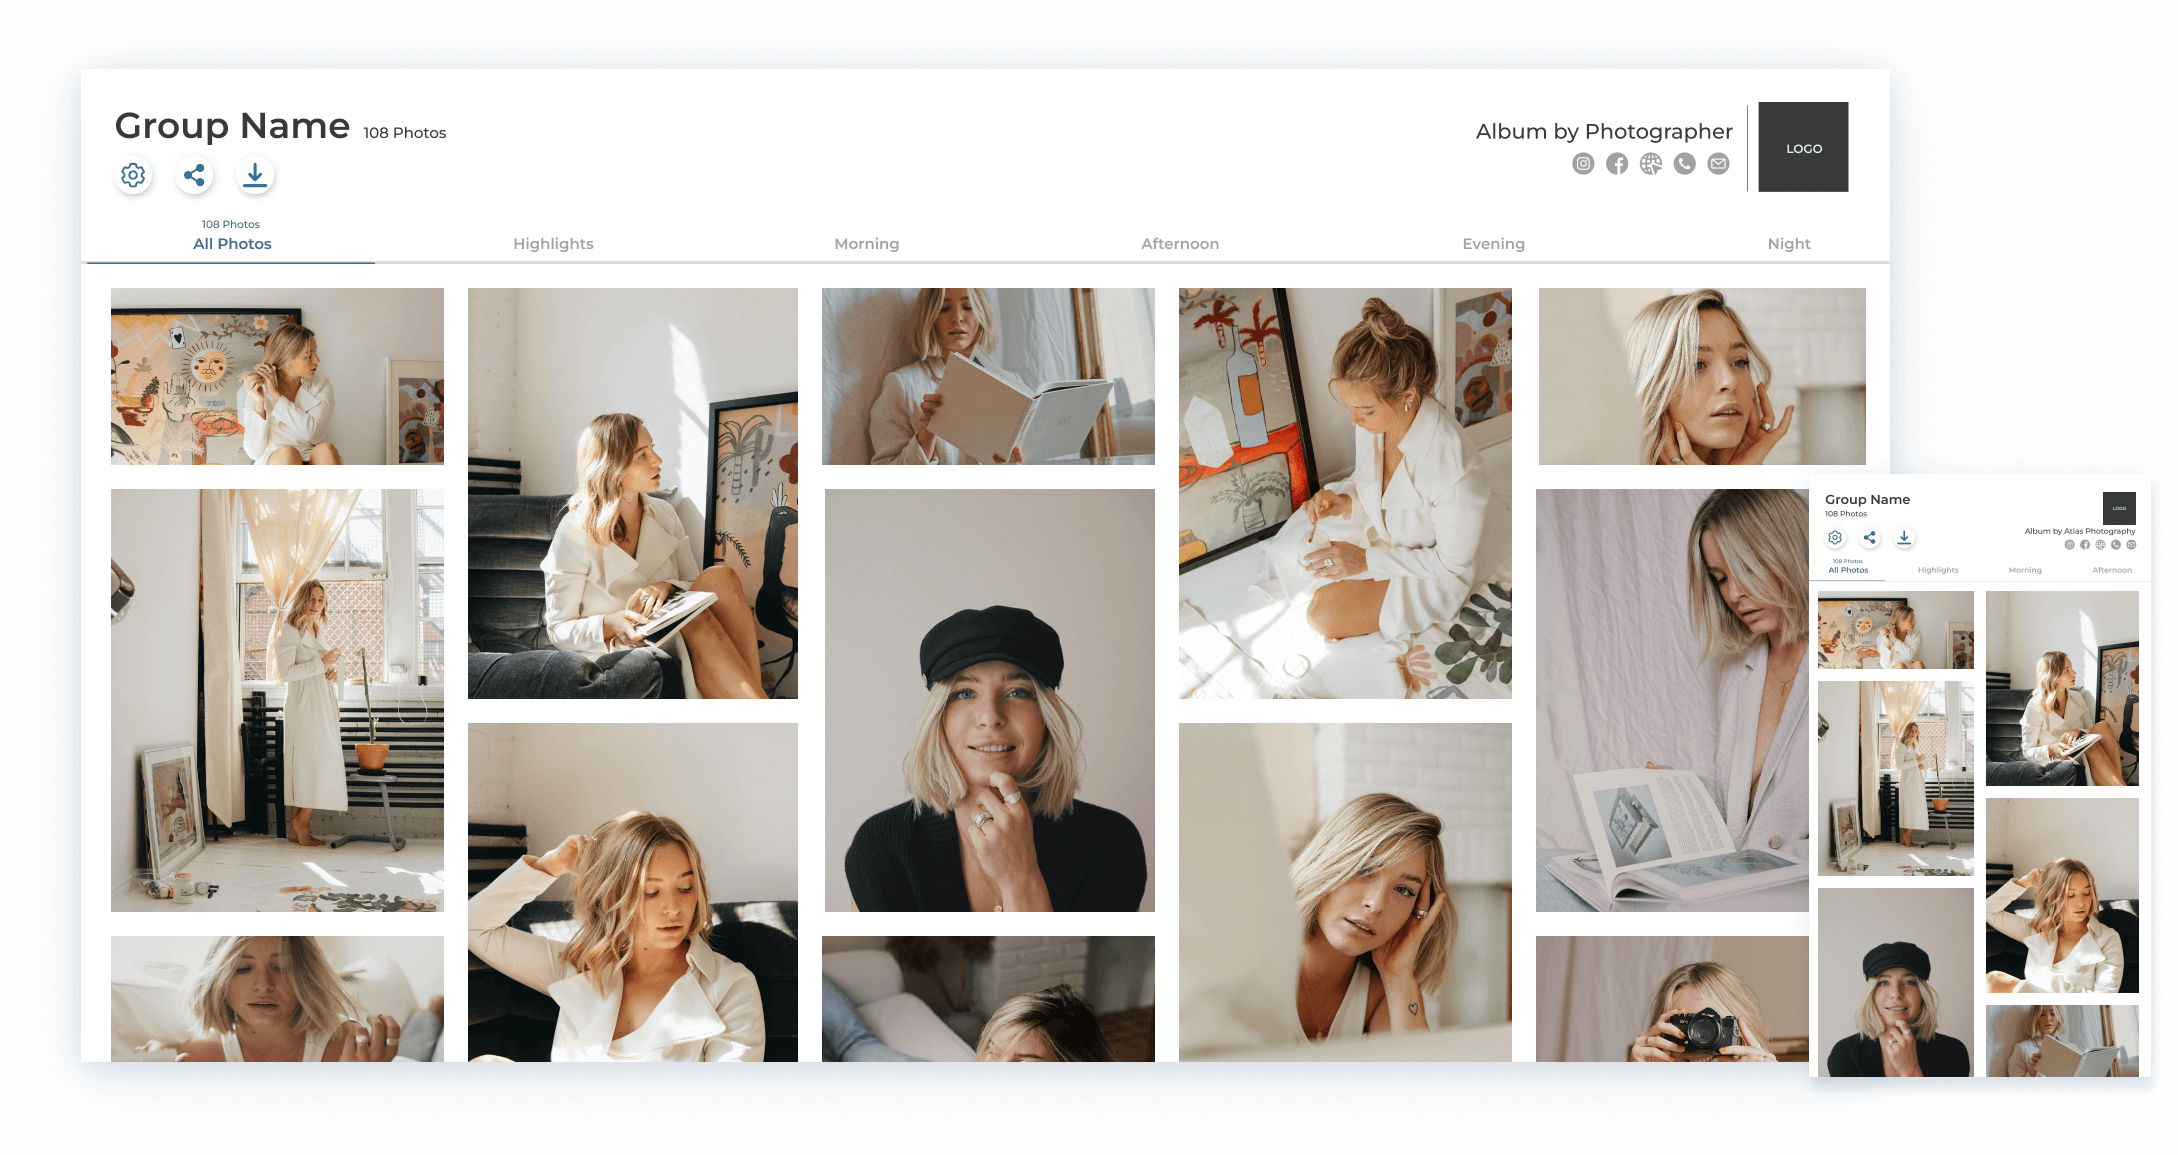 Group Name 108 Photos
Album by Photographer
LOGO
108 Photos
All Photos
Highlights
Morning
Afternoon
Evening
Night
Group Name
108 Photos
LOGO
Album by Atlas Photography
108 Photos
All Photos
Highlights
Morning
Afternoon